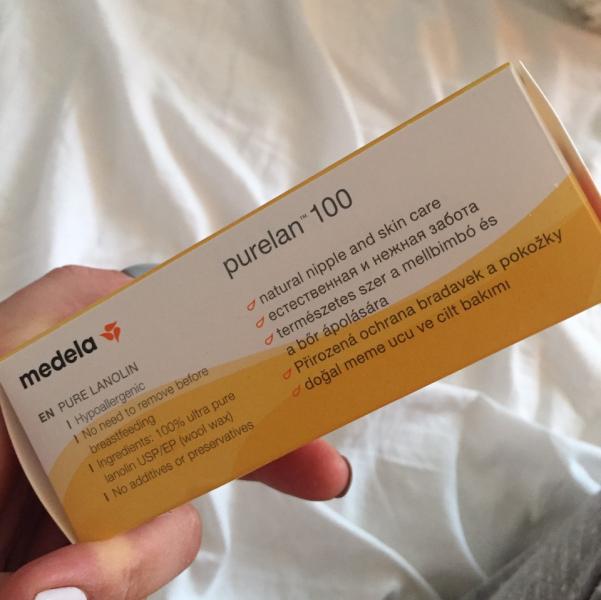 purelan™ 100
natural nipple and skin care
естественная и нежная забота
természetes szer a mellbimbó és
a bőr ápolására
Přirozená ochrana bradavek a pokožky
doğal meme ucu ve cilt bakımı
medela
EN PURE LANOLIN
Hypoallergenic
No need to remove before
breastfeeding
Ingredients: 100% ultra pure
lanolin USP/EP (wool wax)
No additives or preservatives